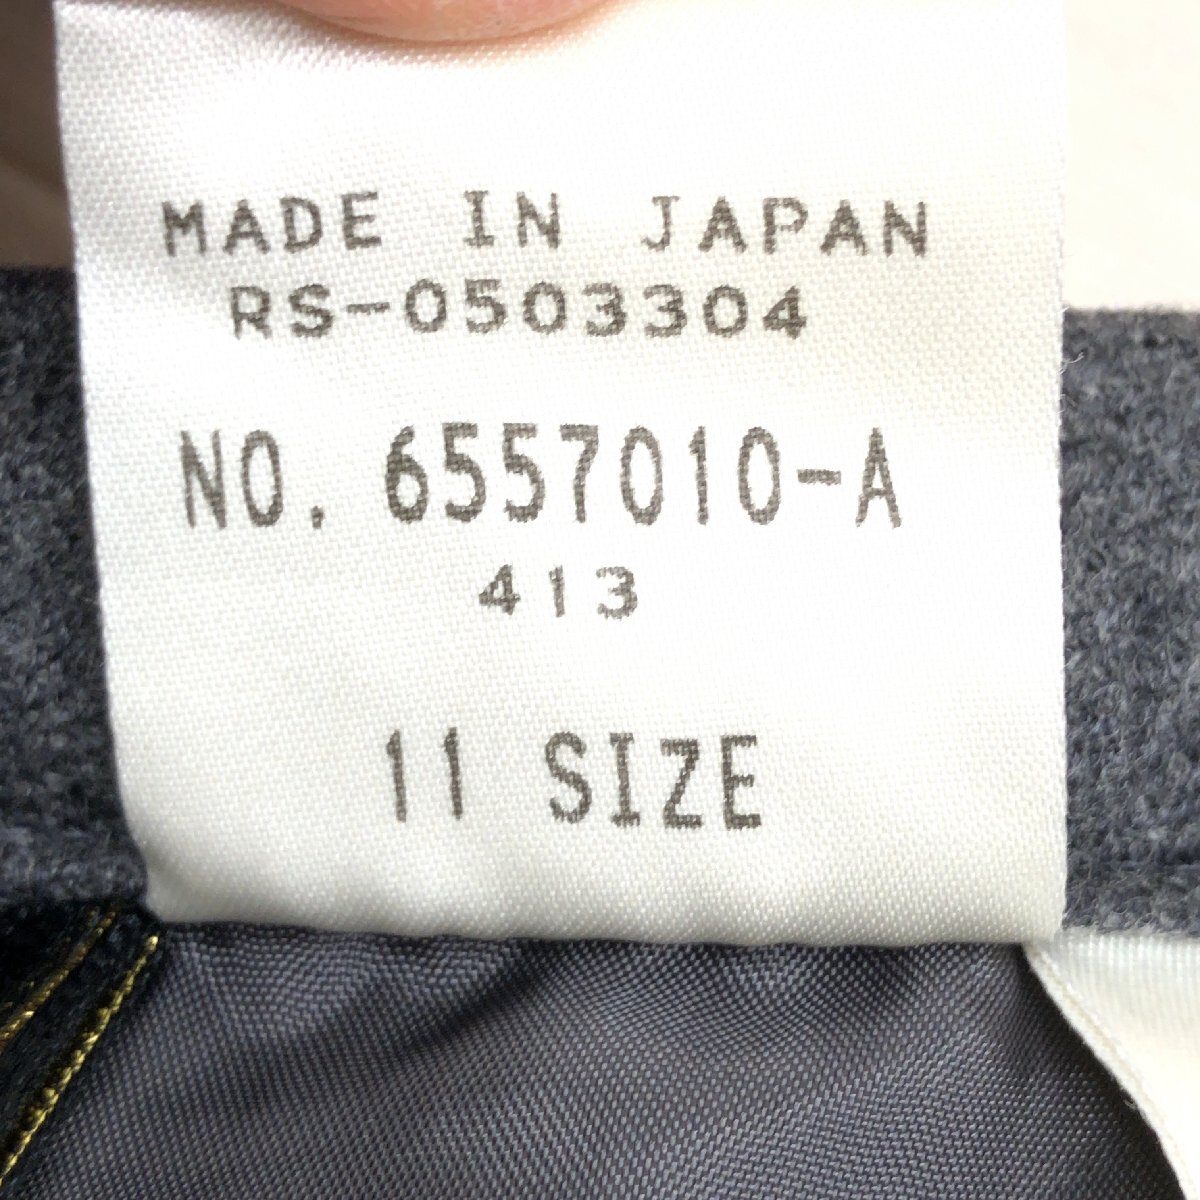 MADE IN JAPAN
RS-0503304
NO. 6557010-A
413
11 SIZE